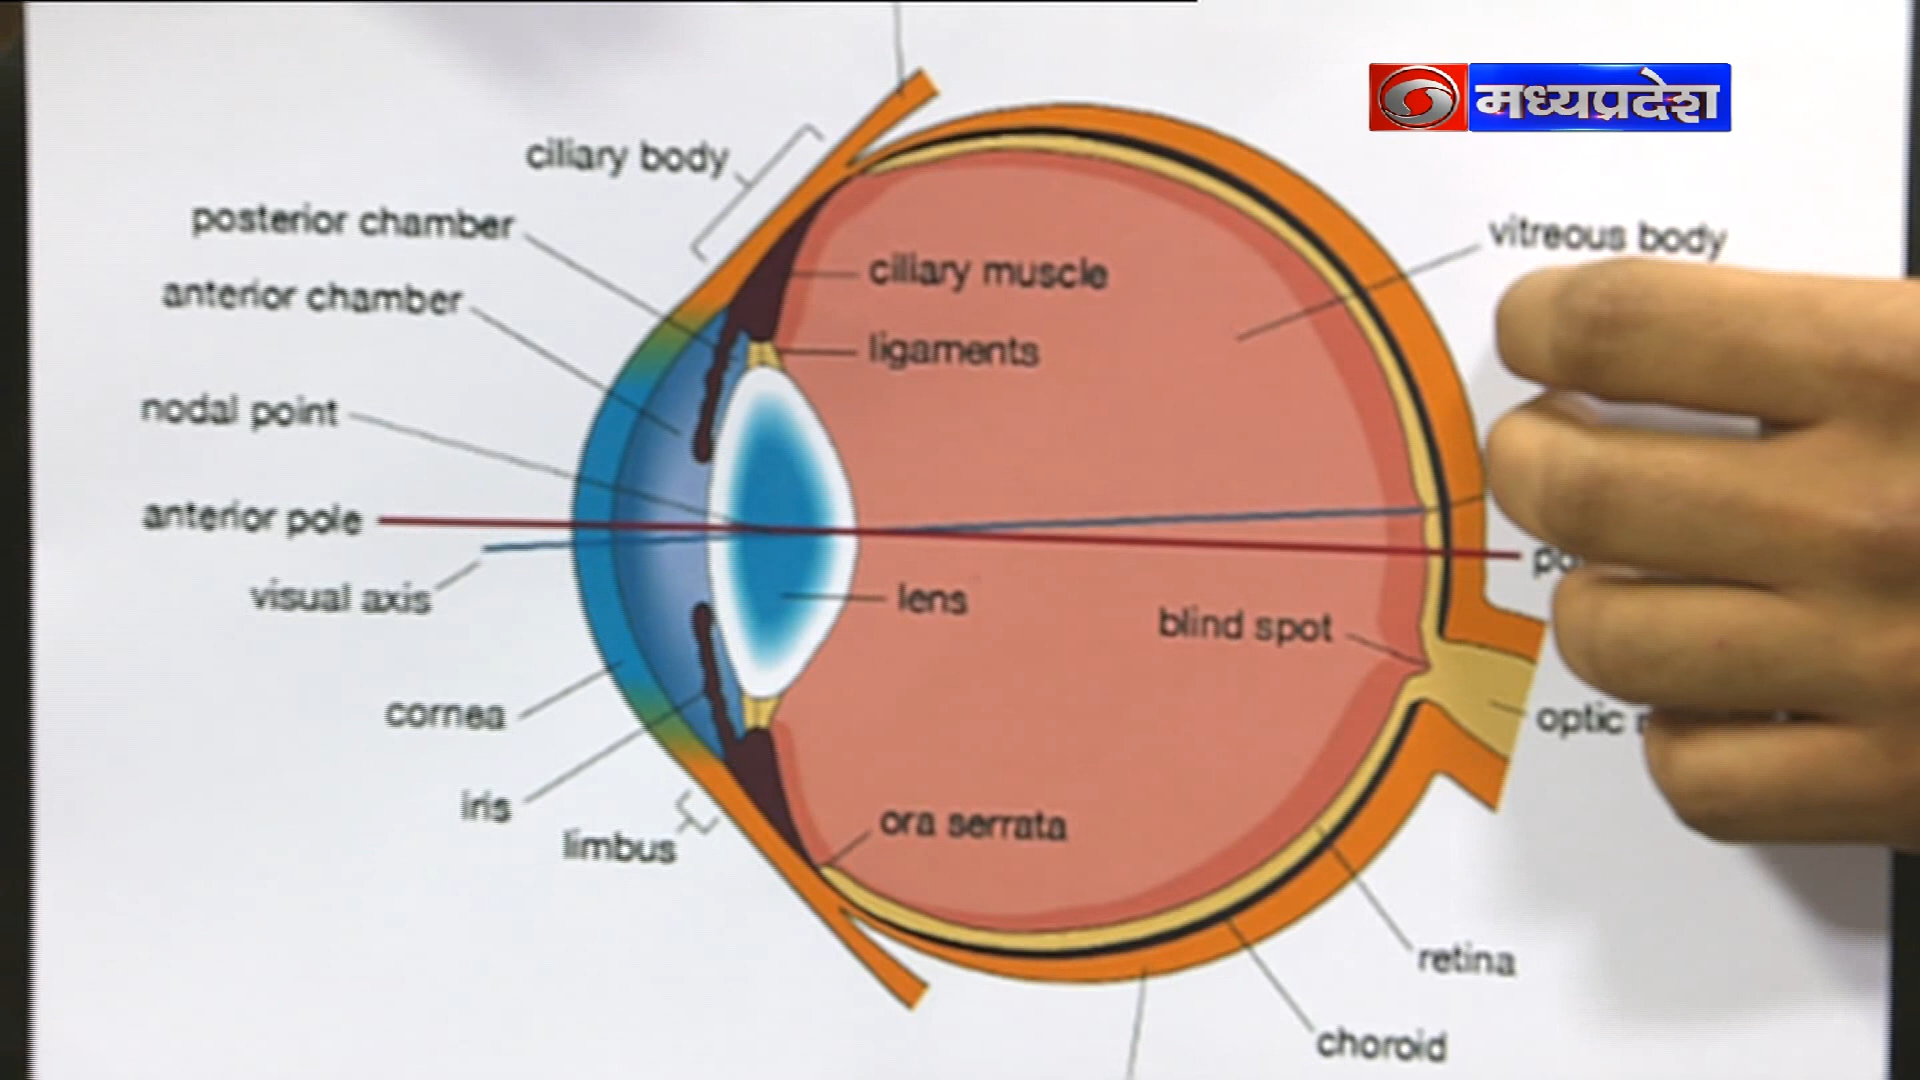 मध्यप्रदेश
ciliary body
posterior chamber
vitreous body
anterior chamber
ciliary muscle
ligaments
nodal point
anterior pole
visual axis
lens
blind spot
cornea
optic
iris
limbus
ora serrata
retina
choroid